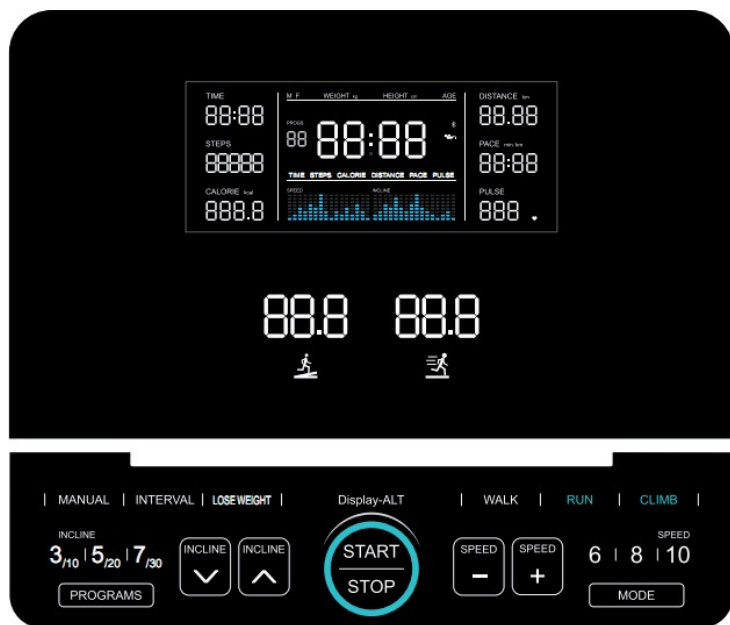 TIME
88:88
STEPS
88888
CALORIE kcal
888.8
M F WEIGHT kg HEIGHT cm AGE
PROGS
88 88:88
TIME STEPS CALORIE DISTANCE PACE PULSE
SPEED INCLINE
DISTANCE km
88.88
PACE min km
88:88
PULSE
888
88.8 88.8
| MANUAL | INTERVAL | LOSE WEIGHT |
Display-ALT
| WALK | RUN | CLIMB |
INCLINE
3/10 | 5/20 | 7/30
PROGRAMS
INCLINE
INCLINE
START
STOP
SPEED
-
SPEED
+
SPEED
6 | 8 | 10
MODE